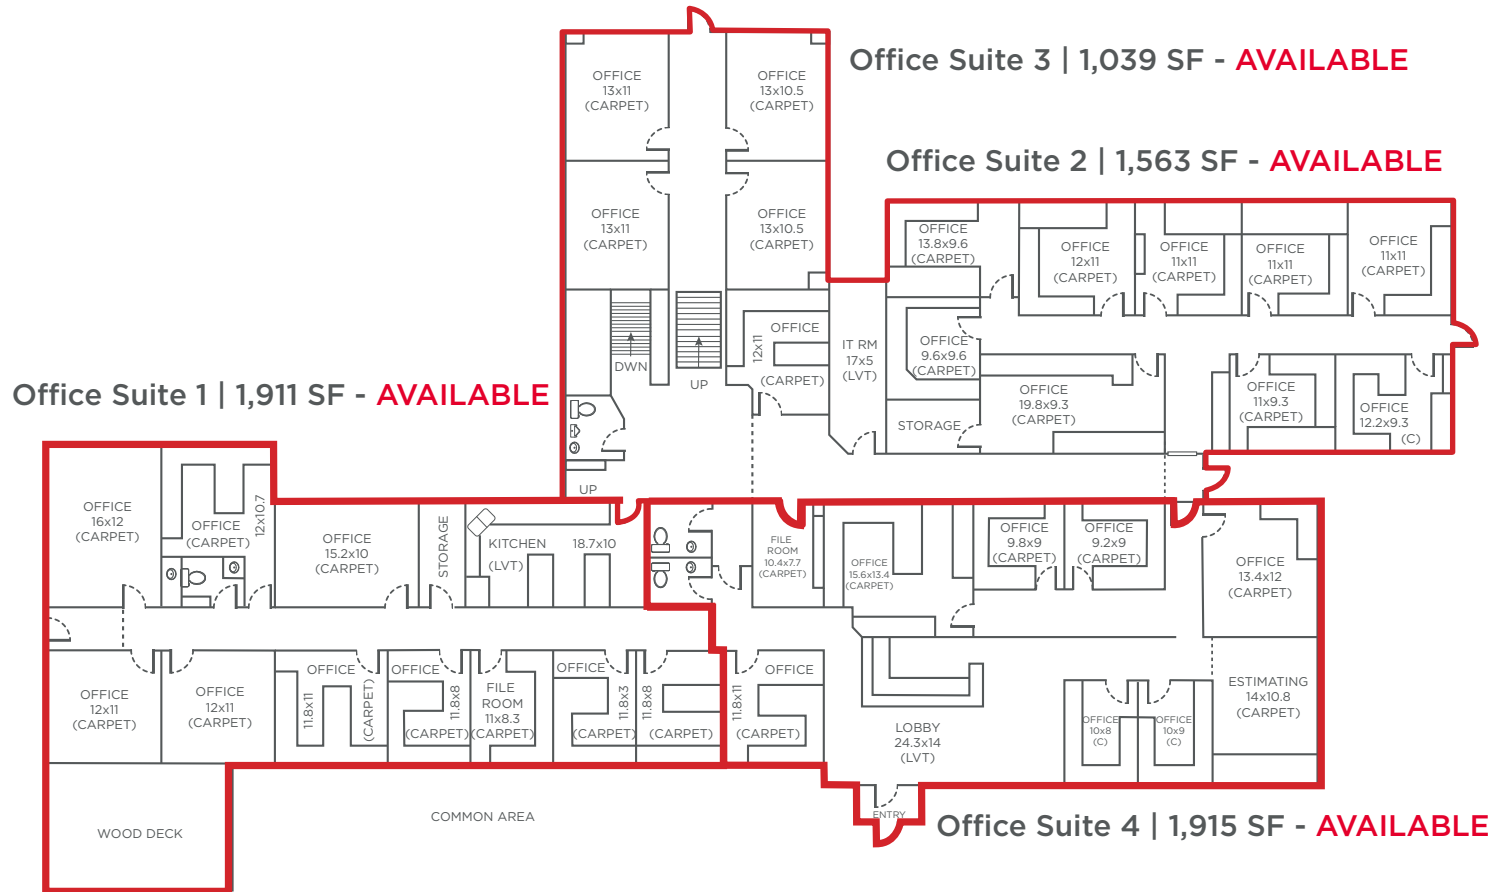 Office Suite 3 | 1,039 SF - AVAILABLE
OFFICE
13x11
(CARPET)
OFFICE
13x10.5
(CARPET)
OFFICE
13x11
(CARPET)
OFFICE
13x10.5
(CARPET)
DWN
UP
OFFICE
12x11
(CARPET)
IT RM
17x5
(LVT)
UP
Office Suite 2 | 1,563 SF - AVAILABLE
OFFICE
13.8x9.6
(CARPET)
OFFICE
12x11
(CARPET)
OFFICE
11x11
(CARPET)
OFFICE
11x11
(CARPET)
OFFICE
11x11
(CARPET)
OFFICE
9.6x9.6
(CARPET)
OFFICE
19.8x9.3
(CARPET)
OFFICE
11x9.3
(CARPET)
OFFICE
12.2x9.3
(C)
STORAGE
Office Suite 1 | 1,911 SF - AVAILABLE
OFFICE
16x12
(CARPET)
OFFICE
(CARPET)
12x10.7
OFFICE
15.2x10
(CARPET)
STORAGE
KITCHEN
(LVT)
18.7x10
OFFICE
12x11
(CARPET)
OFFICE
12x11
(CARPET)
OFFICE
11.8x11
(CARPET)
OFFICE
11.8x8
(CARPET)
FILE
ROOM
11x8.3
(CARPET)
OFFICE
11.8x3
(CARPET)
11.8x8
(CARPET)
WOOD DECK
COMMON AREA
FILE
ROOM
10.4x7.7
(CARPET)
OFFICE
15.6x13.4
(CARPET)
OFFICE
9.8x9
(CARPET)
OFFICE
9.2x9
(CARPET)
OFFICE
13.4x12
(CARPET)
OFFICE
11.8x11
(CARPET)
LOBBY
24.3x14
(LVT)
OFFICE
10x8
(C)
OFFICE
10x9
(C)
ESTIMATING
14x10.8
(CARPET)
ENTRY
Office Suite 4 | 1,915 SF - AVAILABLE